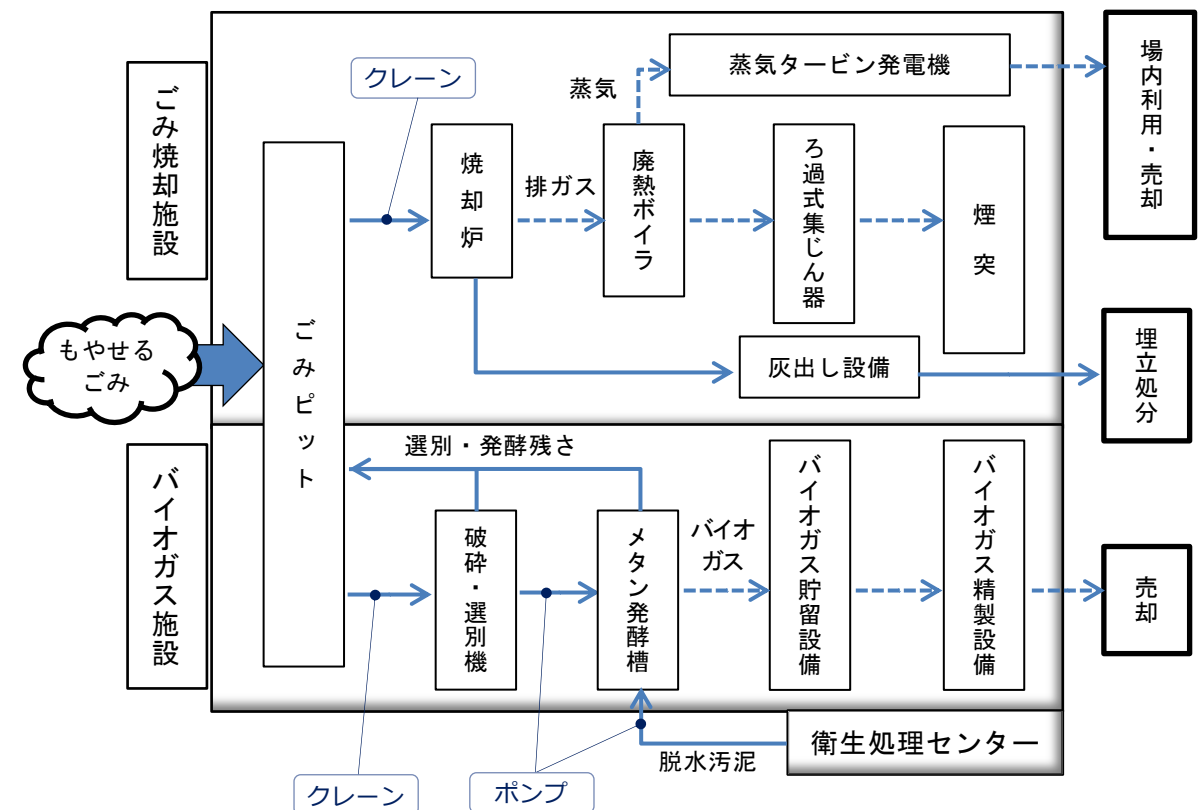 ごみ焼却施設
クレーン
蒸気
蒸気タービン発電機
場内利用・売却
焼却炉
排ガス
廃熱ボイラ
ろ過式集じん器
煙突
もやせる
ごみ
ごみピット
灰出し設備
埋立処分
バイオガス施設
選別・発酵残さ
破砕・選別機
メタン発酵槽
バイオ
ガス
バイオガス貯留設備
バイオガス精製設備
売却
衛生処理センター
脱水汚泥
クレーン
ポンプ